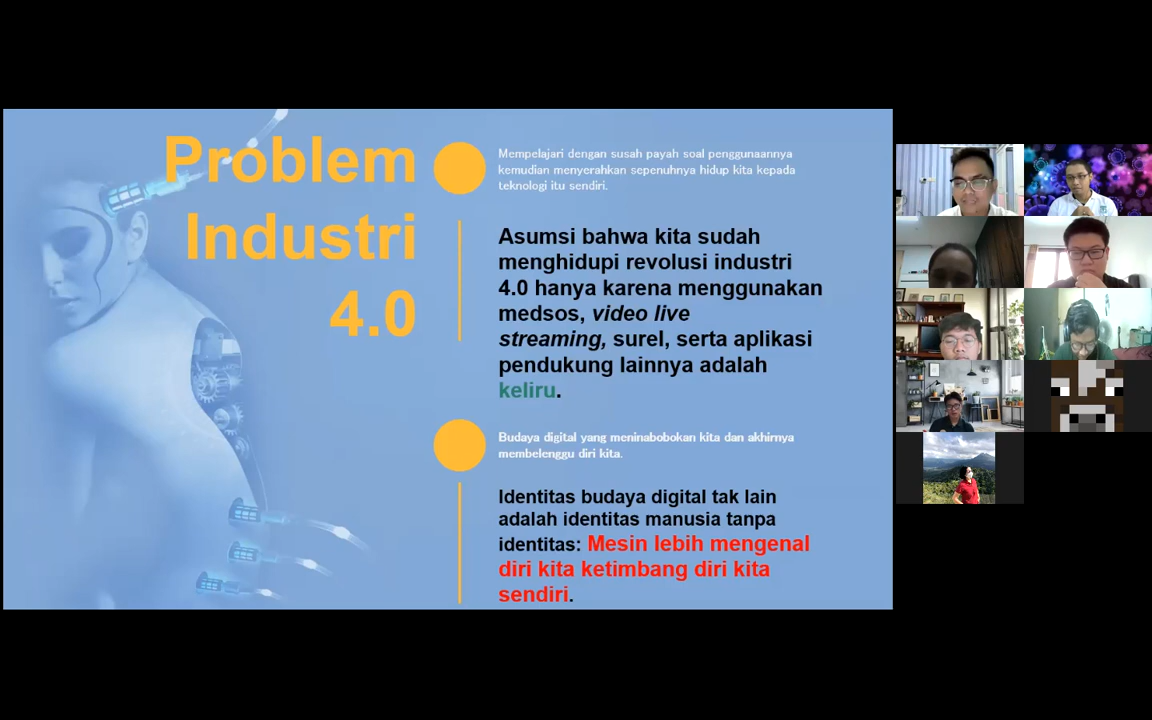 Problem
Industri
4.0
Mempelajari dengan susah payah soal penggunaannya
kemudian menyerahkan sepenuhnya hidup kita kepada
teknologi itu sendiri.
Asumsi bahwa kita sudah
menghidupi revolusi industri
4.0 hanya karena menggunakan
medsos, video live
streaming, surel, serta aplikasi
pendukung lainnya adalah
keliru.
Budaya digital yang meninabobokan kita dan akhirnya
membelenggu diri kita.
Identitas budaya digital tak lain
adalah identitas manusia tanpa
identitas: Mesin lebih mengenal
diri kita ketimbang diri kita
sendiri.